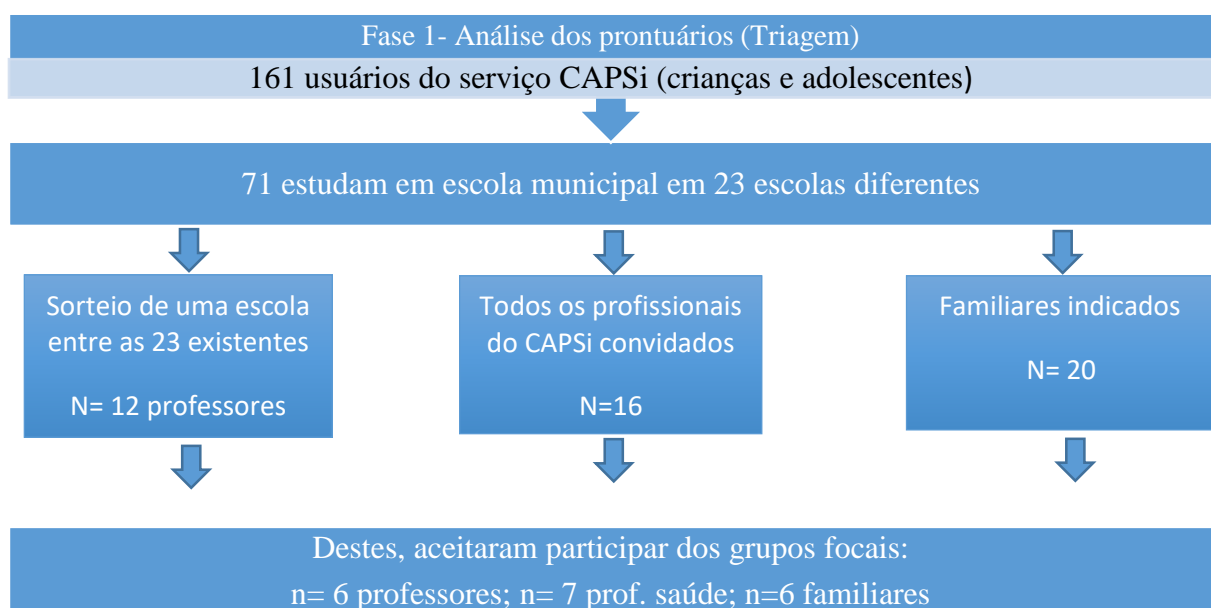 Fase 1- Análise dos prontuários (Triagem)
161 usuários do serviço CAPSi (crianças e adolescentes)
71 estudam em escola municipal em 23 escolas diferentes
Sorteio de uma escola
entre as 23 existentes
N= 12 professores
Todos os profissionais
do CAPSi convidados
N=16
Familiares indicados
N= 20
Destes, aceitaram participar dos grupos focais:
n= 6 professores; n= 7 prof. saúde; n=6 familiares